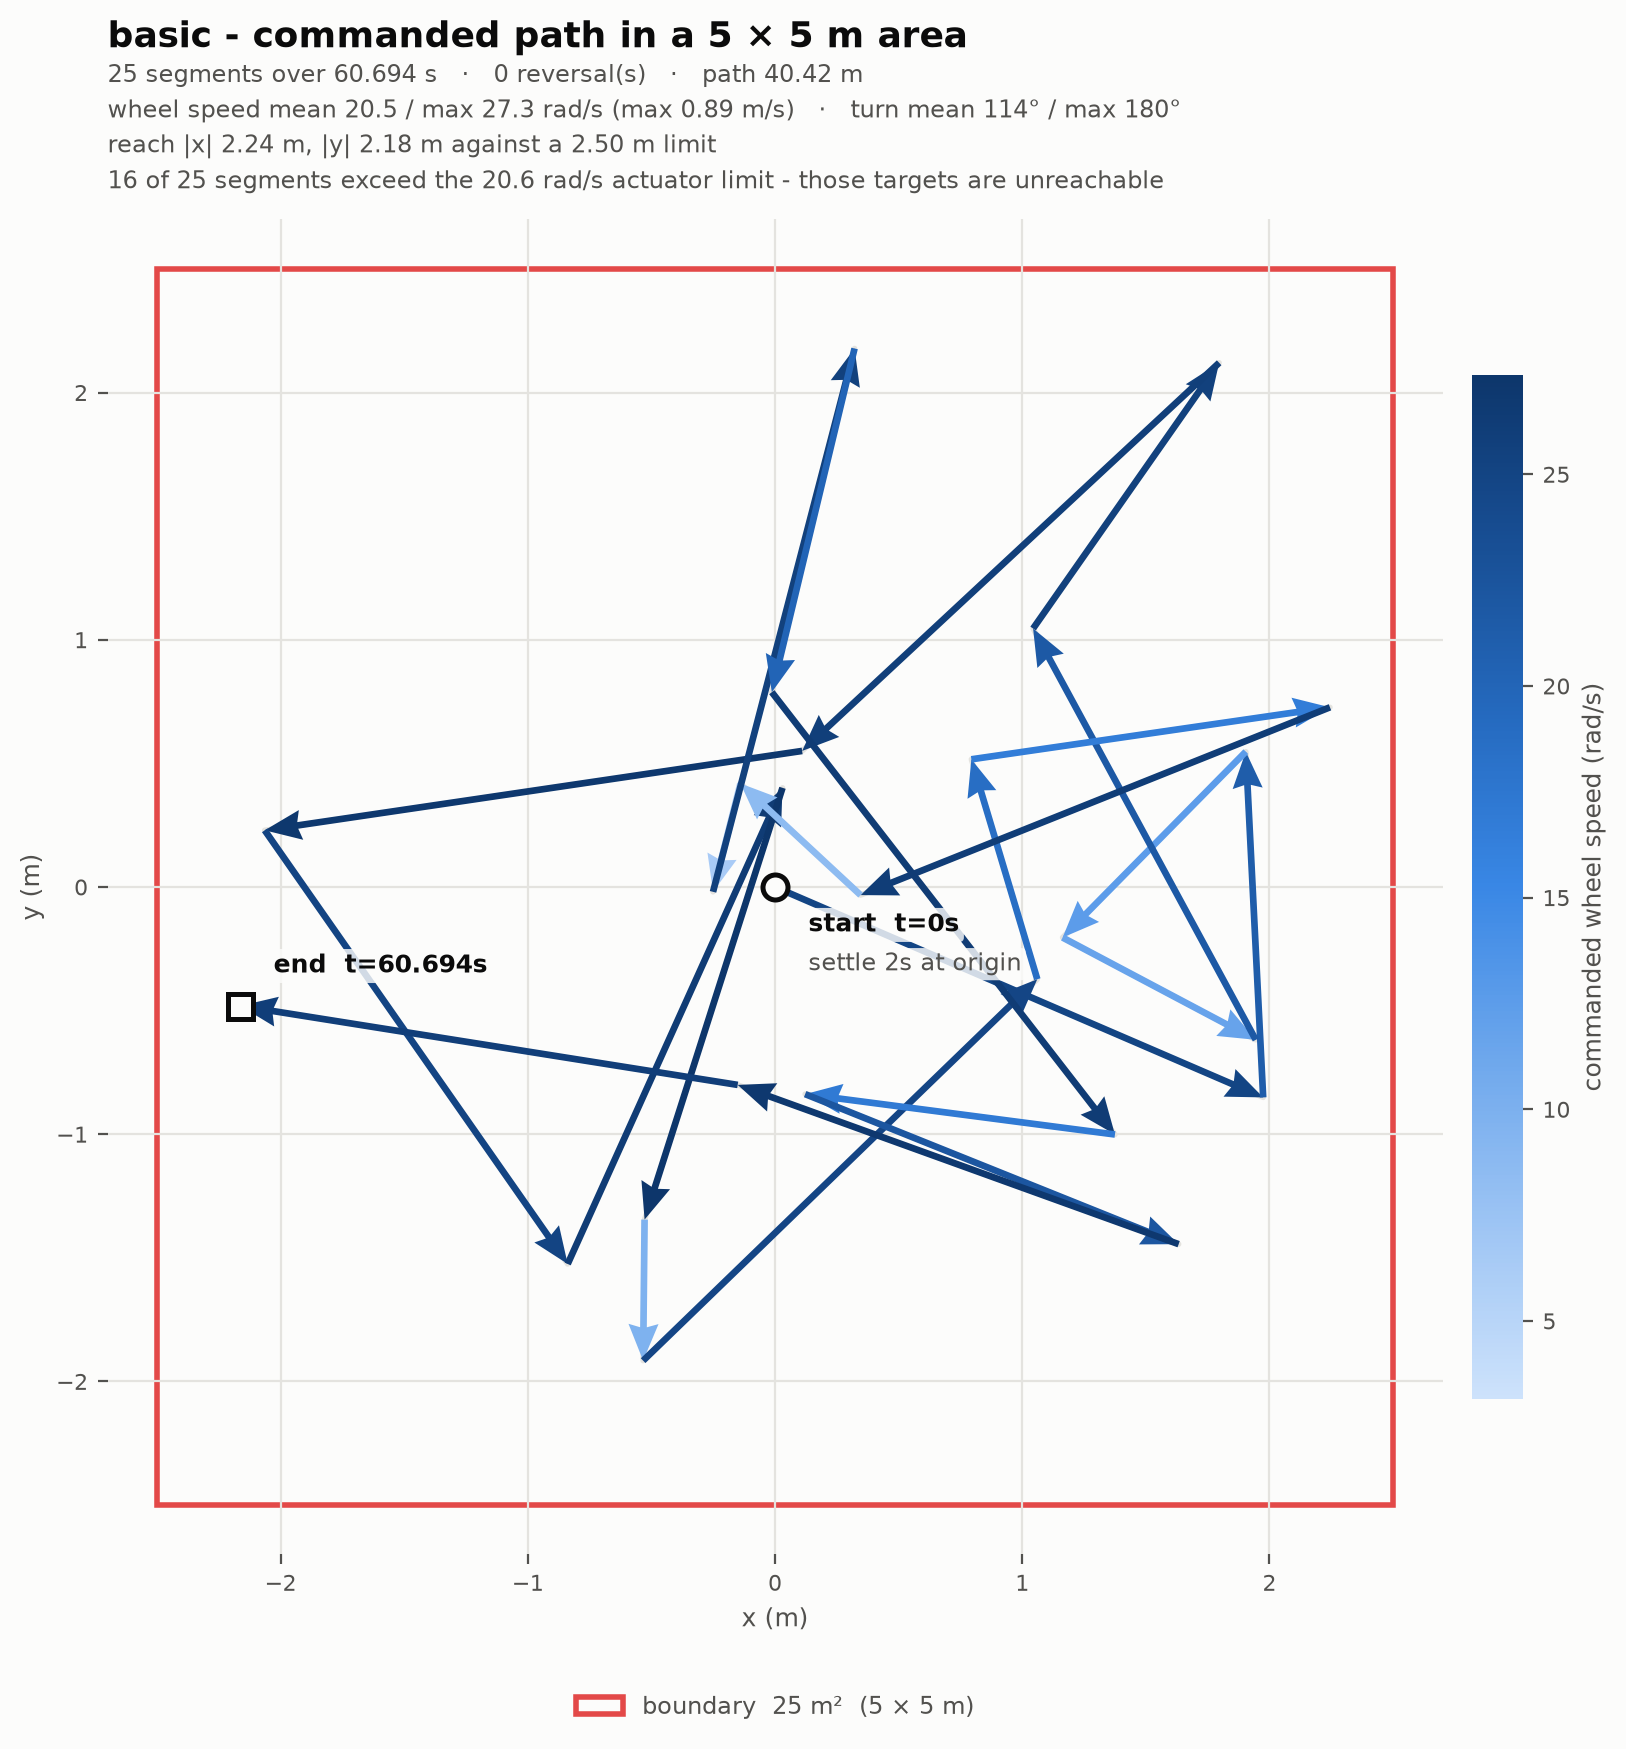 basic - commanded path in a 5 × 5 m area
25 segments over 60.694 s · 0 reversal(s) · path 40.42 m
wheel speed mean 20.5 / max 27.3 rad/s (max 0.89 m/s) · turn mean 114° / max 180°
reach |x| 2.24 m, |y| 2.18 m against a 2.50 m limit
16 of 25 segments exceed the 20.6 rad/s actuator limit - those targets are unreachable
2
1
0
−1
−2
y (m)
start t=0s
settle 2s at origin
end t=60.694s
25
20
15
10
5
commanded wheel speed (rad/s)
−2
−1
0
1
2
x (m)
boundary 25 m² (5 × 5 m)